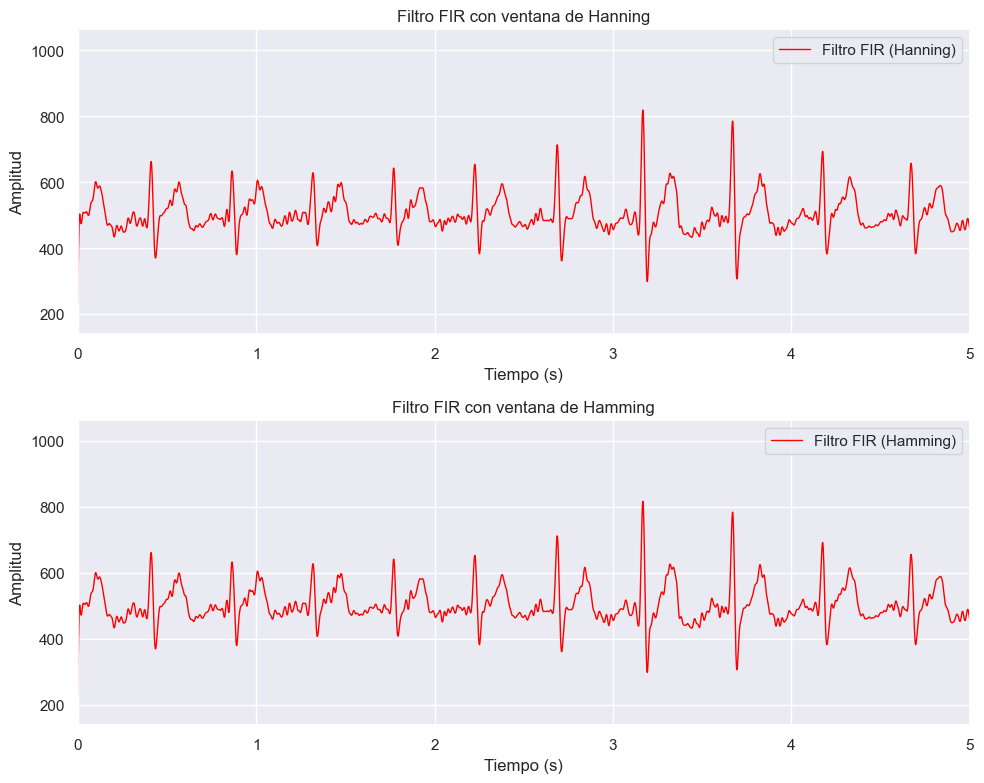 Filtro FIR con ventana de Hanning
Filtro FIR (Hanning)
1000
800
600
400
200
Amplitud
0 1 2 3 4 5
Tiempo (s)
Filtro FIR con ventana de Hamming
Filtro FIR (Hamming)
1000
800
600
400
200
Amplitud
0 1 2 3 4 5
Tiempo (s)